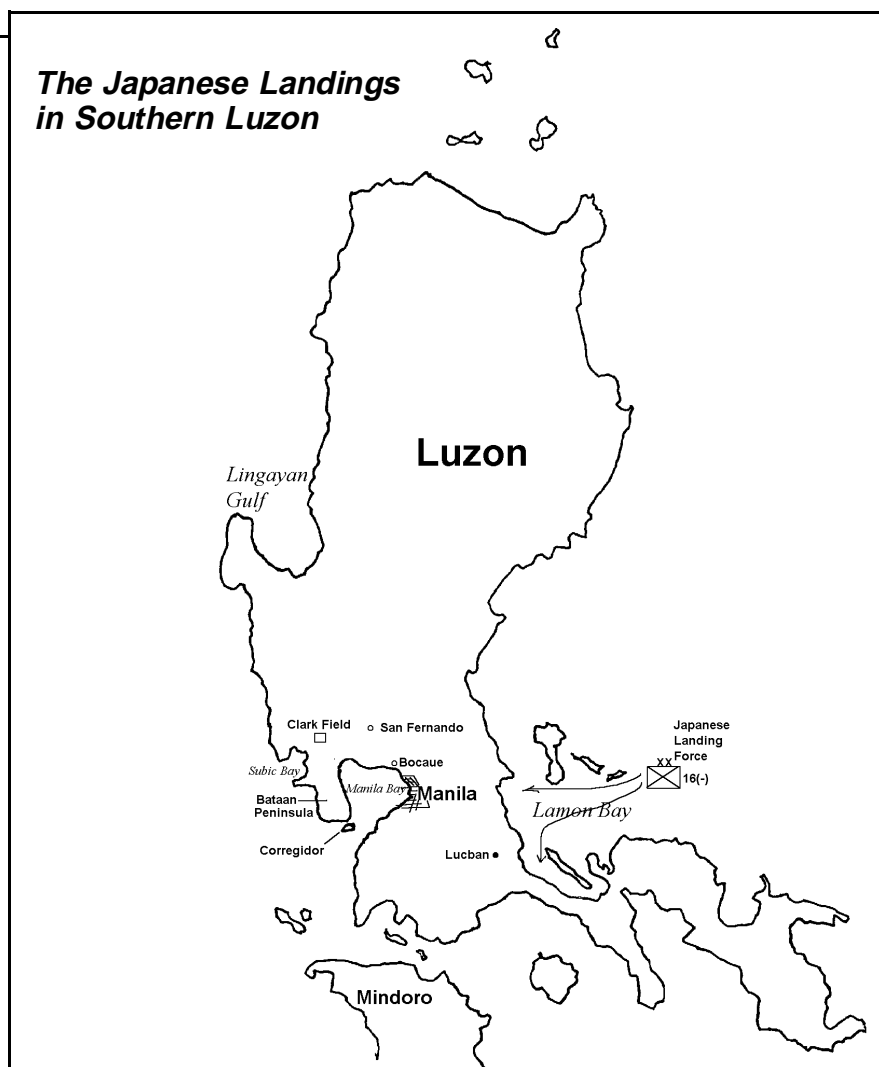 The Japanese Landings
in Southern Luzon
Luzon
Lingayan
Gulf
Clark Field
San Fernando
Japanese
Landing
Force
XX
16(-)
Bocaue
Subic Bay
Manila Bay
Manila
Bataan
Peninsula
Lamon Bay
Corregidor
Lucban
Mindoro